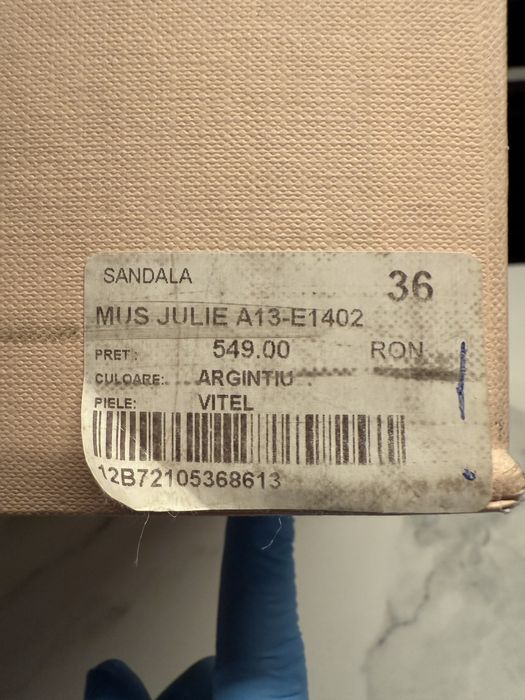 SANDALA
36
MUS JULIE A13-E1402
PRET: 549.00 RON
CULOARE: ARGINTIU
PIELE: VITEL
12B72105368613